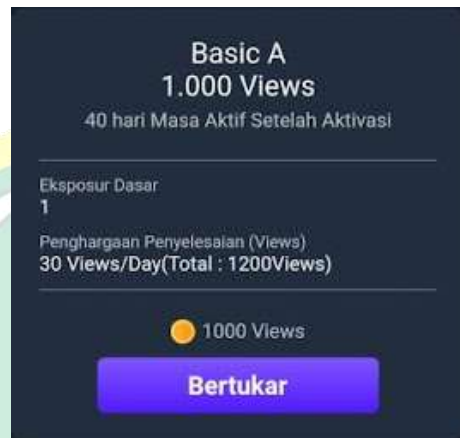 Basic A
1.000 Views
40 hari Masa Aktif Setelah Aktivasi
Eksposur Dasar
1
Penghargaan Penyelesaian (Views)
30 Views/Day(Total : 1200Views)
1000 Views
Bertukar